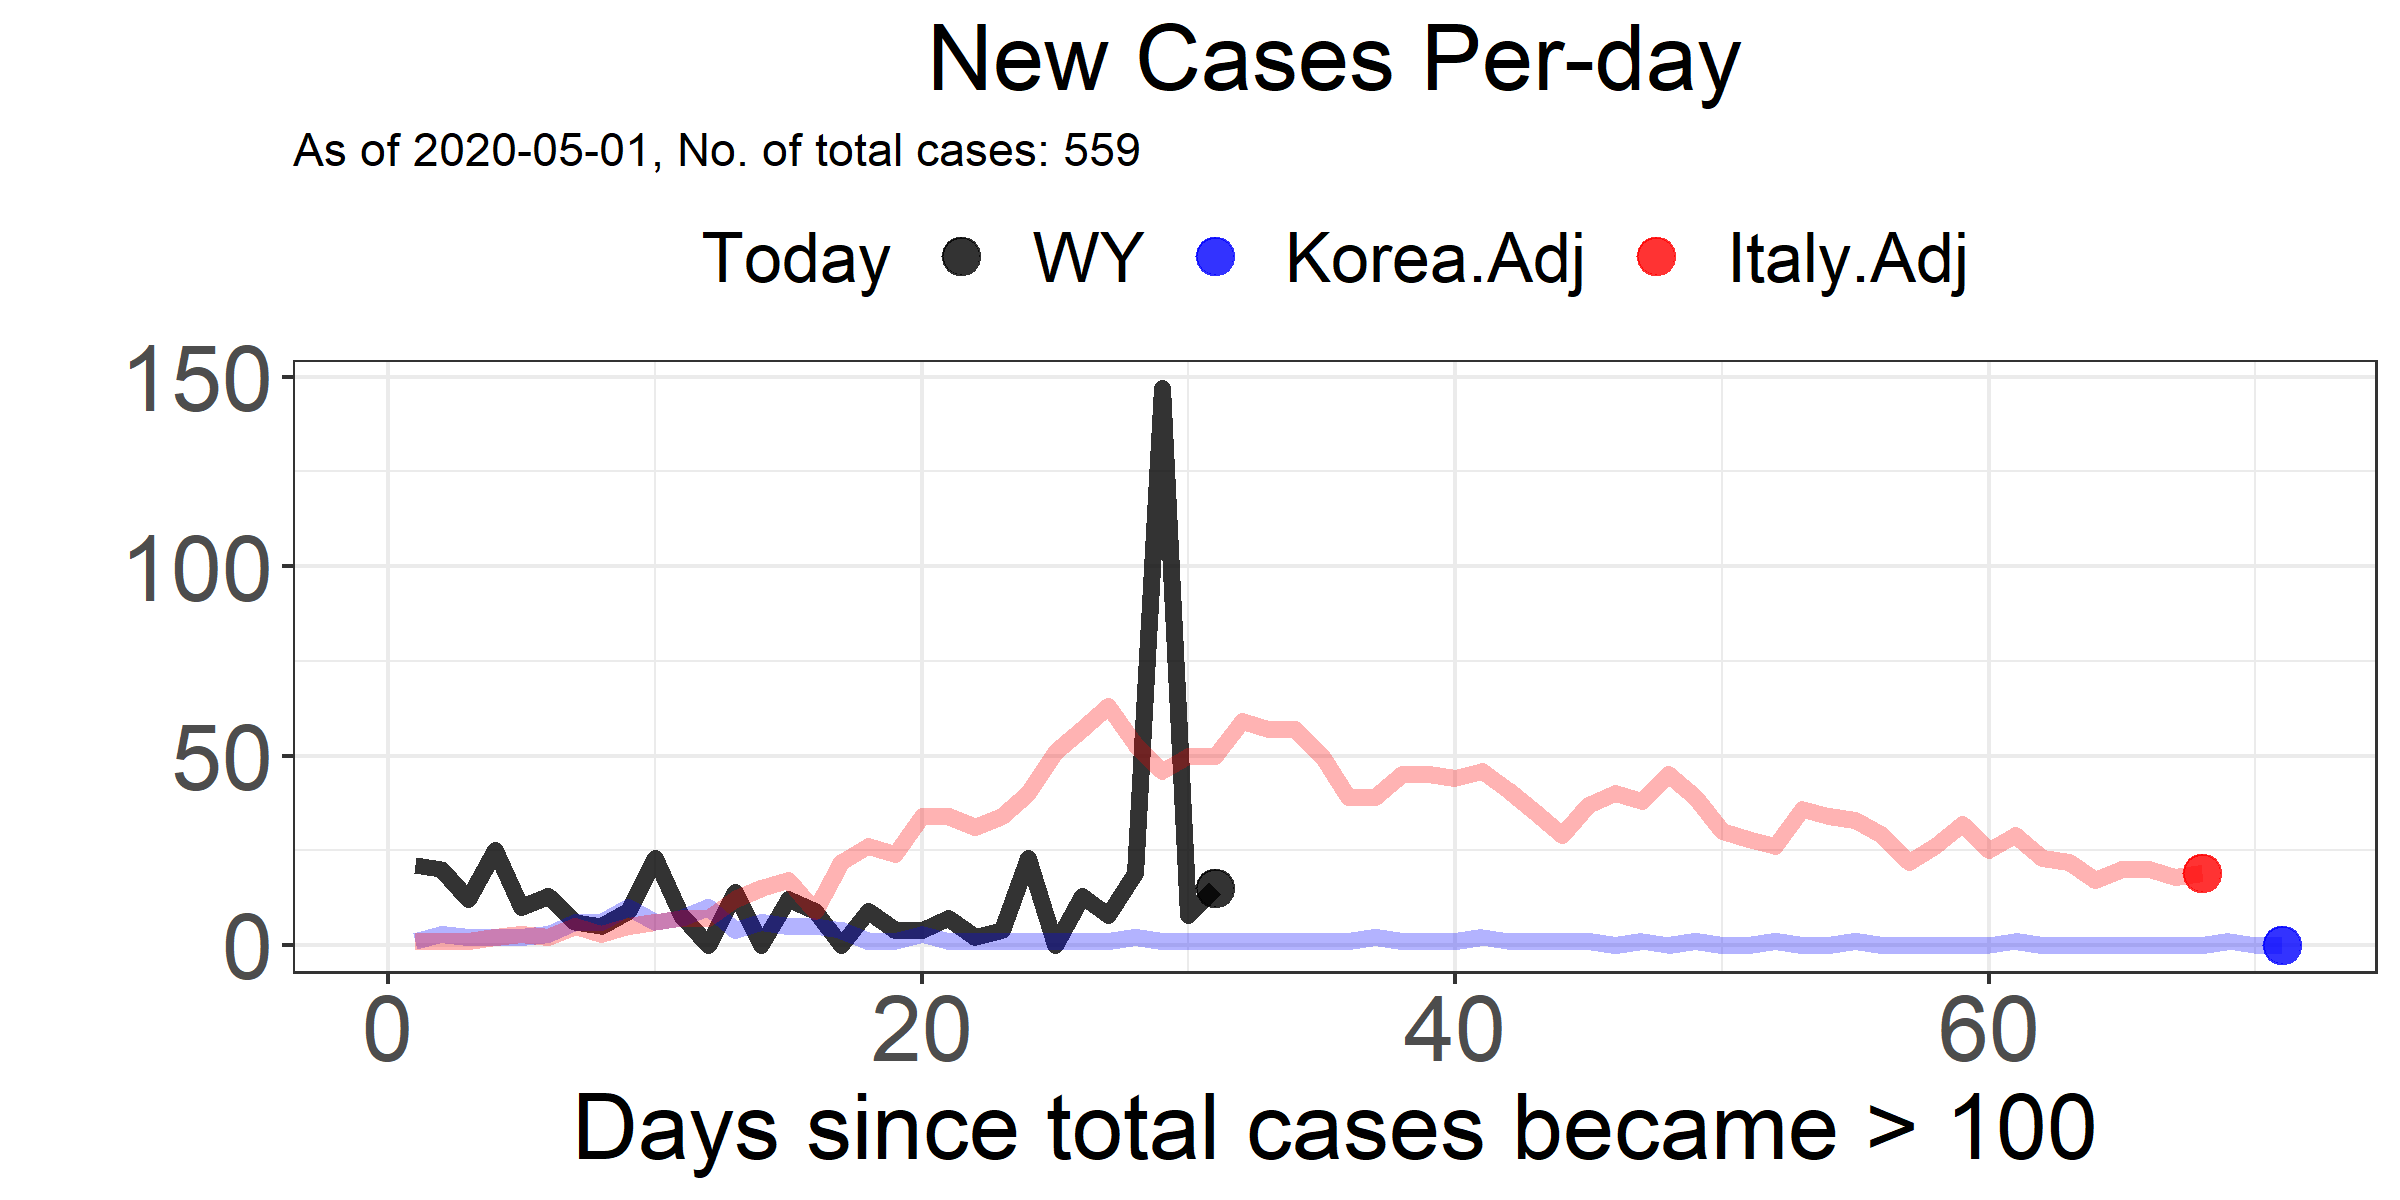 New Cases Per-day
As of 2020-05-01, No. of total cases: 559
Today WY Korea.Adj Italy.Adj
150
100
50
0
0 20 40 60
Days since total cases became > 100